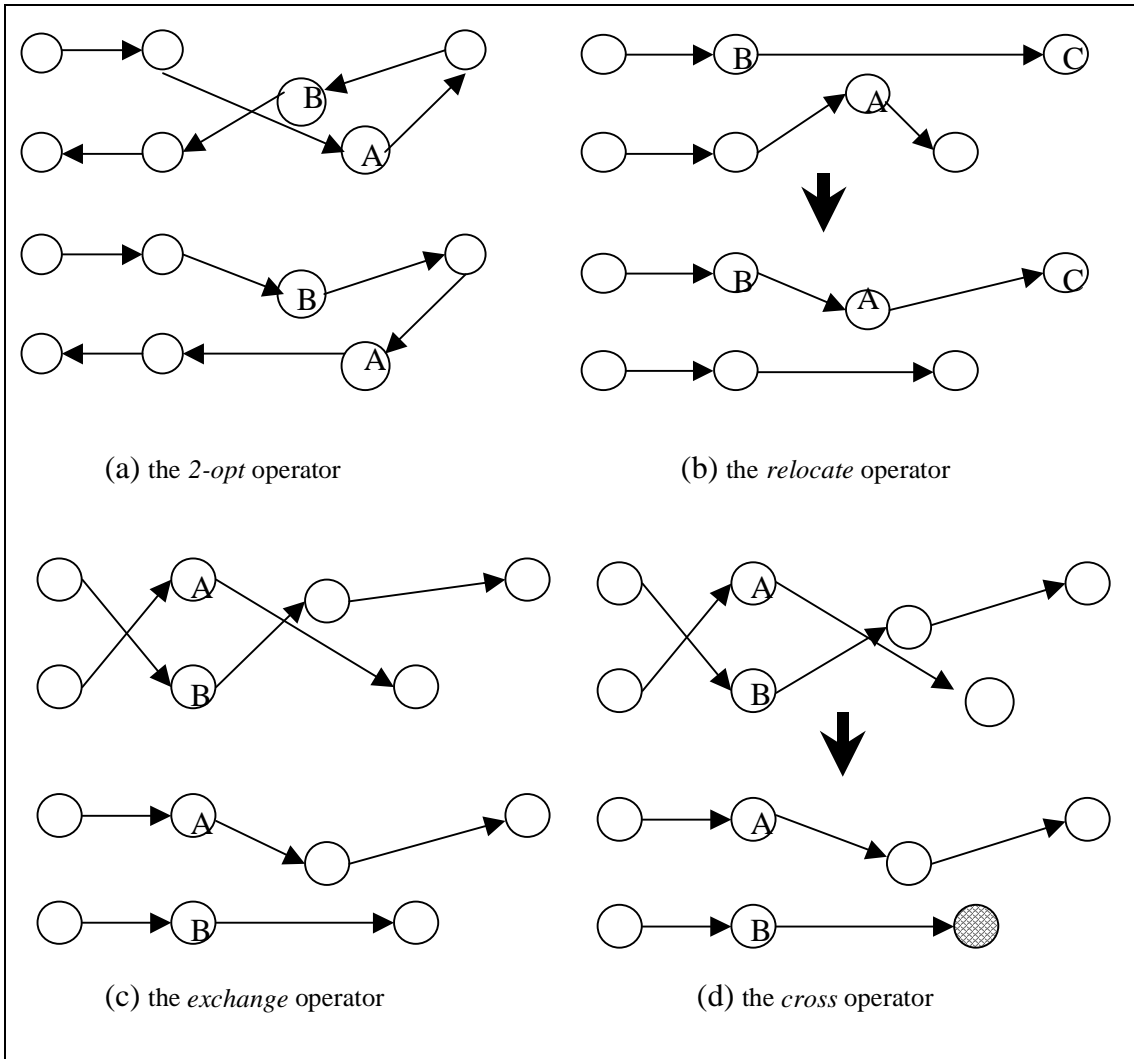 B
A
B
A
(a) the 2-opt operator
B C
A
B A C
(b) the relocate operator
A
B
A
B
(c) the exchange operator
A
B
A
B
(d) the cross operator